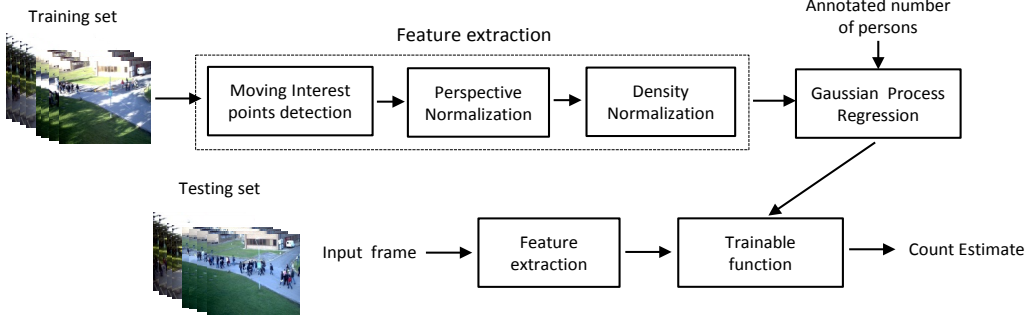 Training set
Annotated number
of persons
Feature extraction
Moving Interest
points detection
Perspective
Normalization
Density
Normalization
Gaussian Process
Regression
Testing set
Input frame
Feature
extraction
Trainable
function
Count Estimate